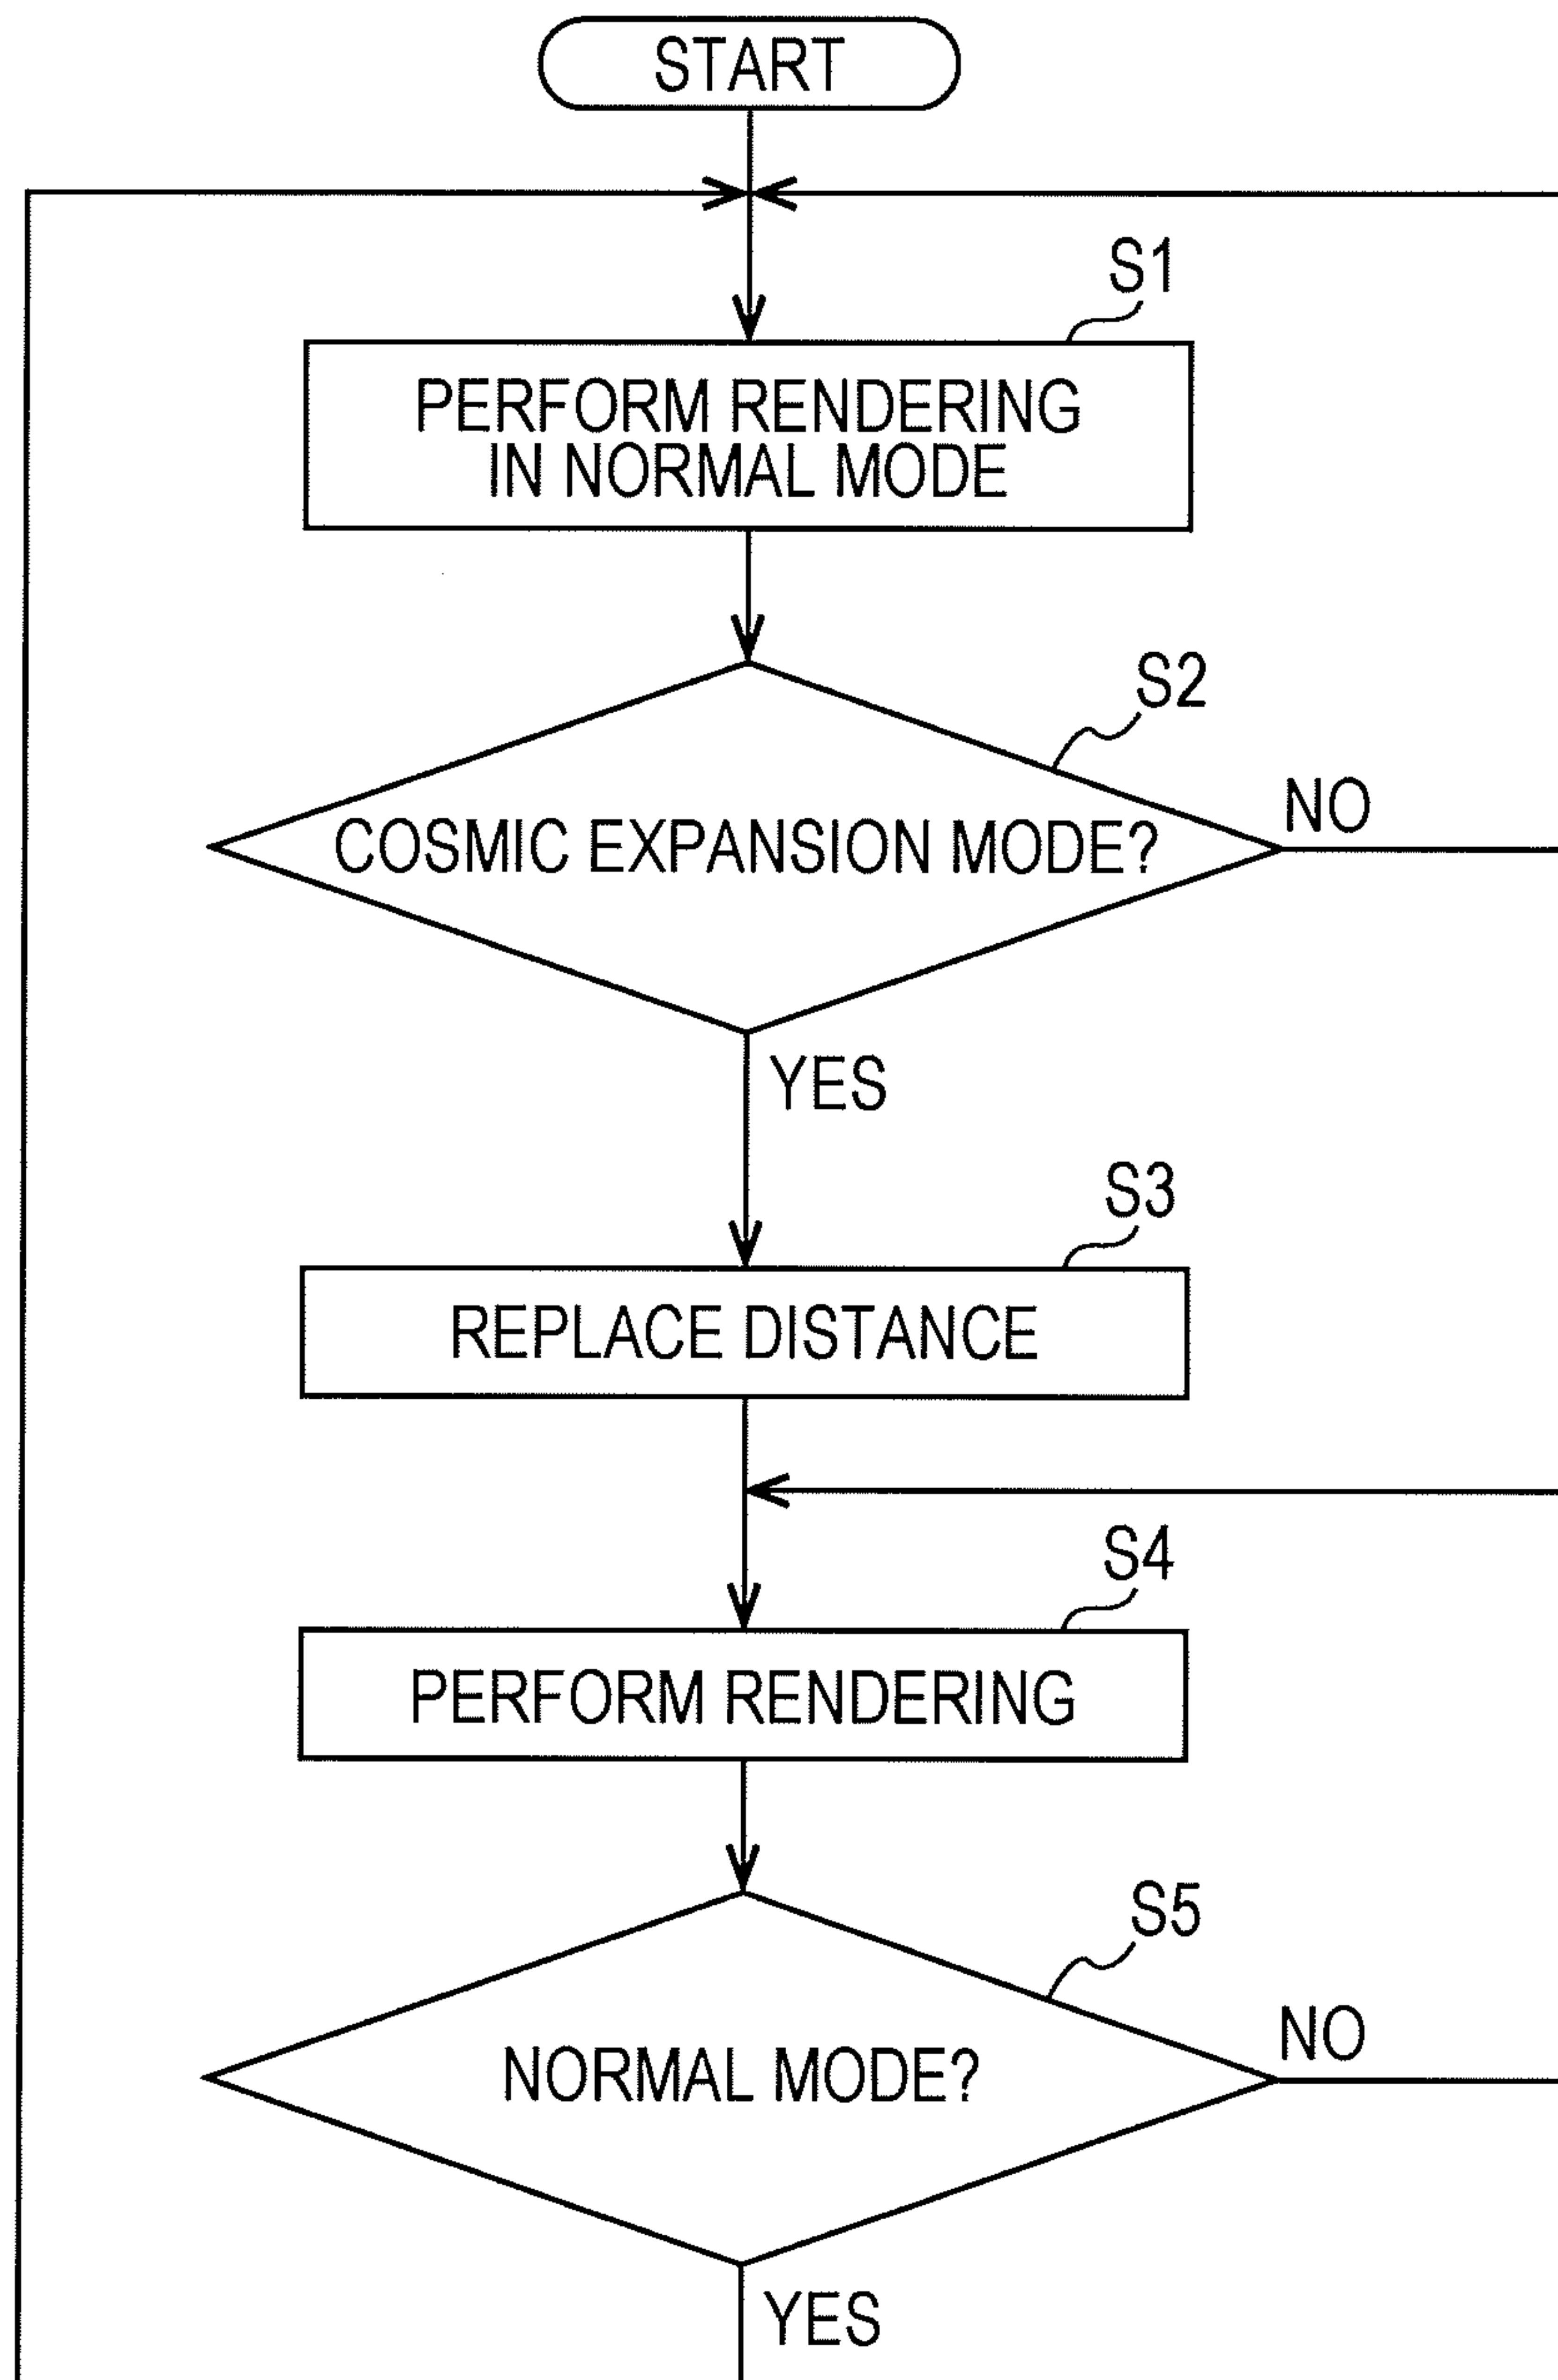 START
S1
PERFORM RENDERING
IN NORMAL MODE
S2
COSMIC EXPANSION MODE?
NO
YES
S3
REPLACE DISTANCE
S4
PERFORM RENDERING
S5
NORMAL MODE?
NO
YES